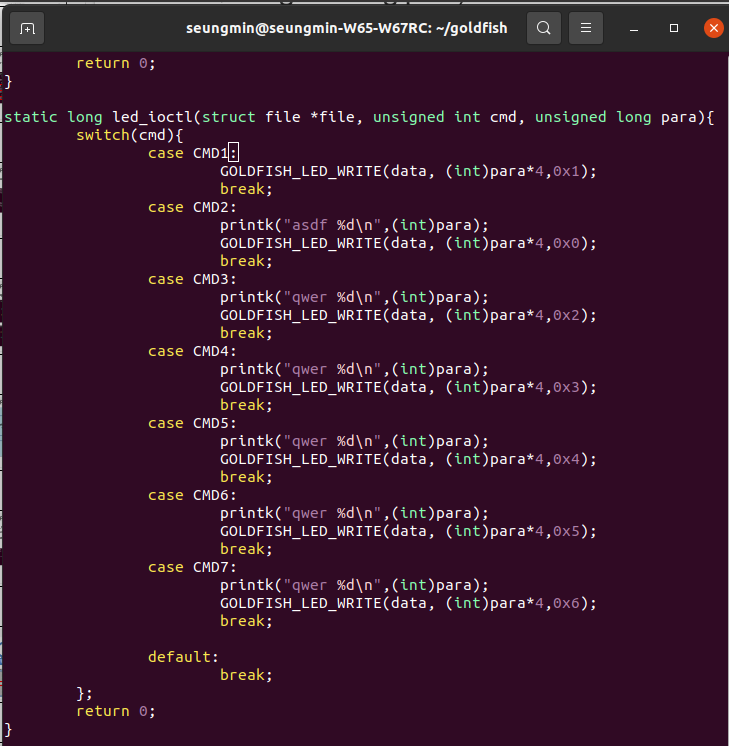 seungmin@seungmin-W65-W67RC: ~/goldfish
        return 0;
}

static long led_ioctl(struct file *file, unsigned int cmd, unsigned long para){
        switch(cmd){
                case CMD1:
                        GOLDFISH_LED_WRITE(data, (int)para*4,0x1);
                        break;
                case CMD2:
                        printk("asdf %d\n",(int)para);
                        GOLDFISH_LED_WRITE(data, (int)para*4,0x0);
                        break;
                case CMD3:
                        printk("qwer %d\n",(int)para);
                        GOLDFISH_LED_WRITE(data, (int)para*4,0x2);
                        break;
                case CMD4:
                        printk("qwer %d\n",(int)para);
                        GOLDFISH_LED_WRITE(data, (int)para*4,0x3);
                        break;
                case CMD5:
                        printk("qwer %d\n",(int)para);
                        GOLDFISH_LED_WRITE(data, (int)para*4,0x4);
                        break;
                case CMD6:
                        printk("qwer %d\n",(int)para);
                        GOLDFISH_LED_WRITE(data, (int)para*4,0x5);
                        break;
                case CMD7:
                        printk("qwer %d\n",(int)para);
                        GOLDFISH_LED_WRITE(data, (int)para*4,0x6);
                        break;

                default:
                        break;
        };
        return 0;
}